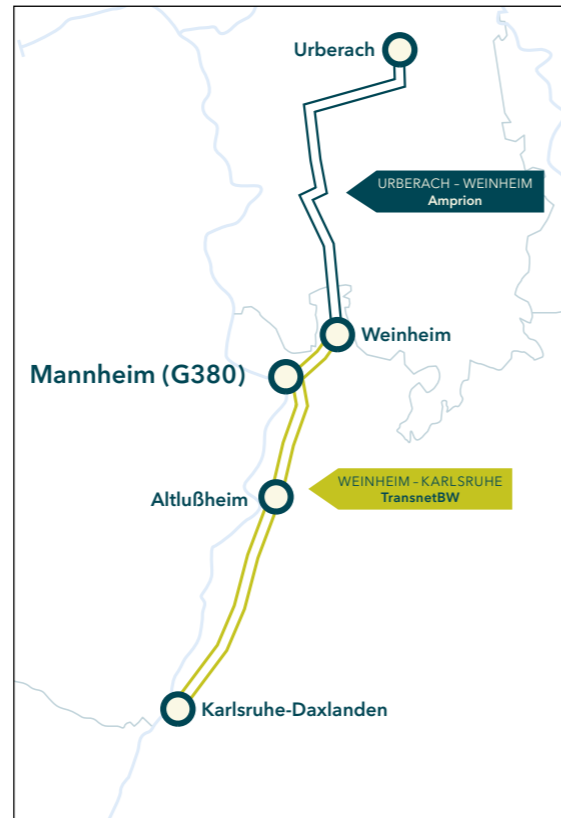 Urberach
URBERACH – WEINHEIM
Amprion
Weinheim
Mannheim (G380)
WEINHEIM – KARLSRUHE
TransnetBW
Altlußheim
Karlsruhe-Daxlanden